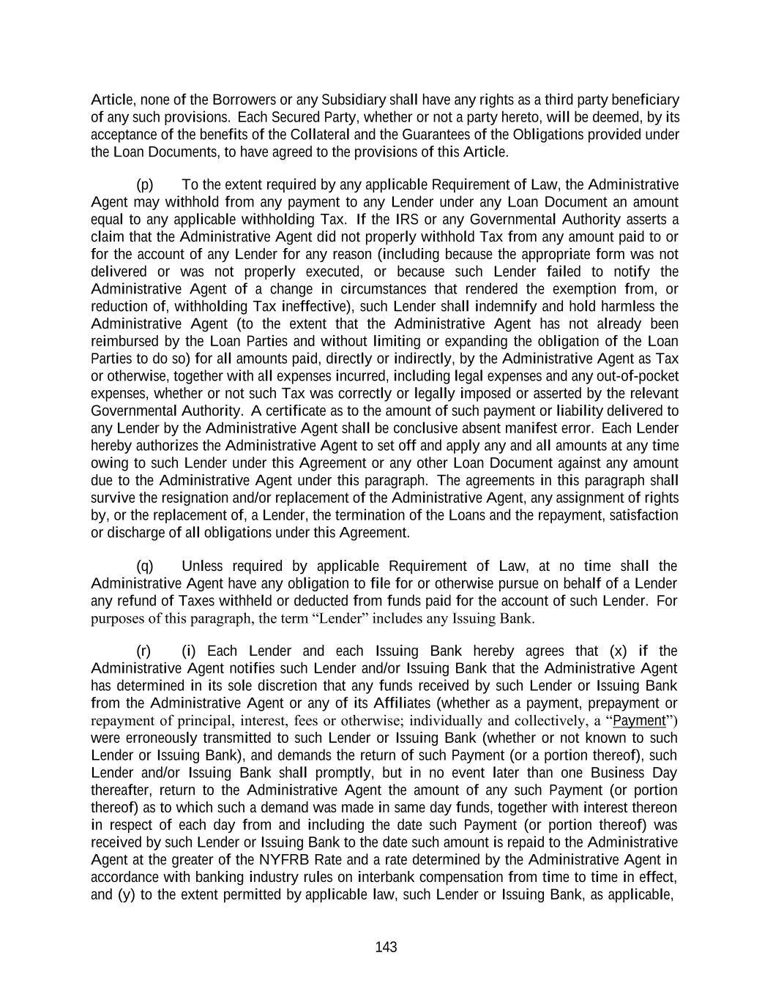 Article, none of the Borrowers or any Subsidiary shall have any rights as a third party beneficiary
of any such provisions. Each Secured Party, whether or not a party hereto, will be deemed, by its
acceptance of the benefits of the Collateral and the Guarantees of the Obligations provided under
the Loan Documents, to have agreed to the provisions of this Article.
(p) To the extent required by any applicable Requirement of Law, the Administrative
Agent may withhold from any payment to any Lender under any Loan Document an amount
equal to any applicable withholding Tax. If the IRS or any Governmental Authority asserts a
claim that the Administrative Agent did not properly withhold Tax from any amount paid to or
for the account of any Lender for any reason (including because the appropriate form was not
delivered or was not properly executed, or because such Lender failed to notify the
Administrative Agent of a change in circumstances that rendered the exemption from, or
reduction of, withholding Tax ineffective), such Lender shall indemnify and hold harmless the
Administrative Agent (to the extent that the Administrative Agent has not already been
reimbursed by the Loan Parties and without limiting or expanding the obligation of the Loan
Parties to do so) for all amounts paid, directly or indirectly, by the Administrative Agent as Tax
or otherwise, together with all expenses incurred, including legal expenses and any out-of-pocket
expenses, whether or not such Tax was correctly or legally imposed or asserted by the relevant
Governmental Authority. A certificate as to the amount of such payment or liability delivered to
any Lender by the Administrative Agent shall be conclusive absent manifest error. Each Lender
hereby authorizes the Administrative Agent to set off and apply any and all amounts at any time
owing to such Lender under this Agreement or any other Loan Document against any amount
due to the Administrative Agent under this paragraph. The agreements in this paragraph shall
survive the resignation and/or replacement of the Administrative Agent, any assignment of rights
by, or the replacement of, a Lender, the termination of the Loans and the repayment, satisfaction
or discharge of all obligations under this Agreement.
(q) Unless required by applicable Requirement of Law, at no time shall the
Administrative Agent have any obligation to file for or otherwise pursue on behalf of a Lender
any refund of Taxes withheld or deducted from funds paid for the account of such Lender. For
purposes of this paragraph, the term “Lender” includes any Issuing Bank.
(r) (i) Each Lender and each Issuing Bank hereby agrees that (x) if the
Administrative Agent notifies such Lender and/or Issuing Bank that the Administrative Agent
has determined in its sole discretion that any funds received by such Lender or Issuing Bank
from the Administrative Agent or any of its Affiliates (whether as a payment, prepayment or
repayment of principal, interest, fees or otherwise; individually and collectively, a “Payment”)
were erroneously transmitted to such Lender or Issuing Bank (whether or not known to such
Lender or Issuing Bank), and demands the return of such Payment (or a portion thereof), such
Lender and/or Issuing Bank shall promptly, but in no event later than one Business Day
thereafter, return to the Administrative Agent the amount of any such Payment (or portion
thereof) as to which such a demand was made in same day funds, together with interest thereon
in respect of each day from and including the date such Payment (or portion thereof) was
received by such Lender or Issuing Bank to the date such amount is repaid to the Administrative
Agent at the greater of the NYFRB Rate and a rate determined by the Administrative Agent in
accordance with banking industry rules on interbank compensation from time to time in effect,
and (y) to the extent permitted by applicable law, such Lender or Issuing Bank, as applicable,
143